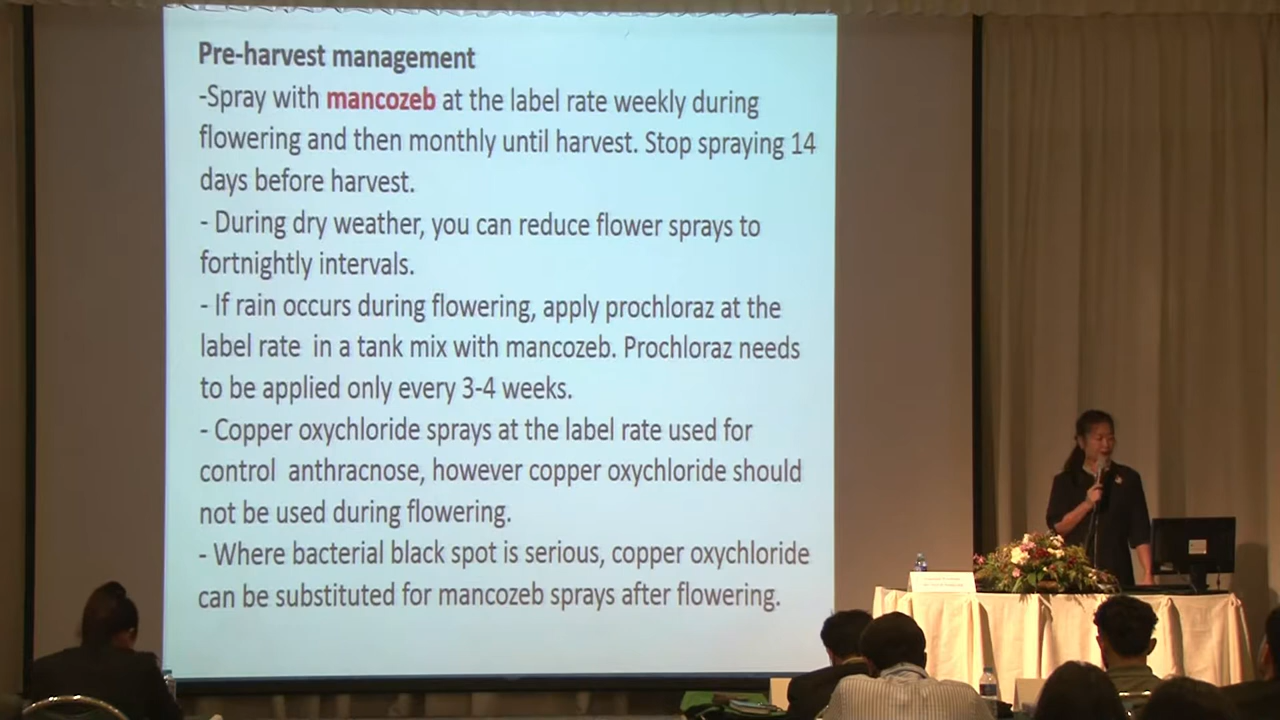 Pre-harvest management
-Spray with mancozeb at the label rate weekly during
flowering and then monthly until harvest. Stop spraying 14
days before harvest.
- During dry weather, you can reduce flower sprays to
fortnightly intervals.
- If rain occurs during flowering, apply prochloraz at the
label rate  in a tank mix with mancozeb. Prochloraz needs
to be applied only every 3-4 weeks.
- Copper oxychloride sprays at the label rate used for
control  anthracnose, however copper oxychloride should
not be used during flowering.
- Where bacterial black spot is serious, copper oxychloride
can be substituted for mancozeb sprays after flowering.